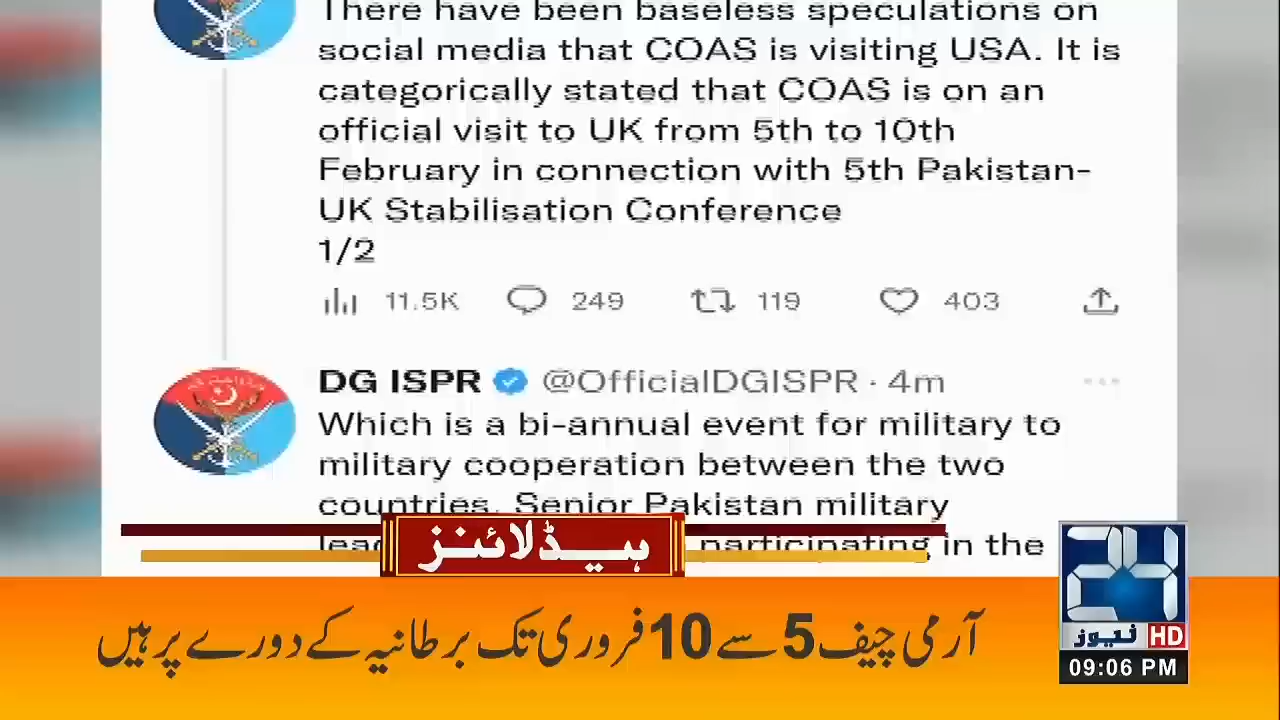 There have been baseless speculations on
social media that COAS is visiting USA. It is
categorically stated that COAS is on an
official visit to UK from 5th to 10th
February in connection with 5th Pakistan-
UK Stabilisation Conference
1/2
11.5K 249 119 403
DG ISPR @OfficialDGISPR · 4m
Which is a bi-annual event for military to
military cooperation between the two
countries. Senior Pakistan military
participating in the
ہیڈلائنز
آرمی چیف 5 سے 10 فروری تک برطانیہ کے دورے پر ہیں
24
نیوز HD
09:06 PM